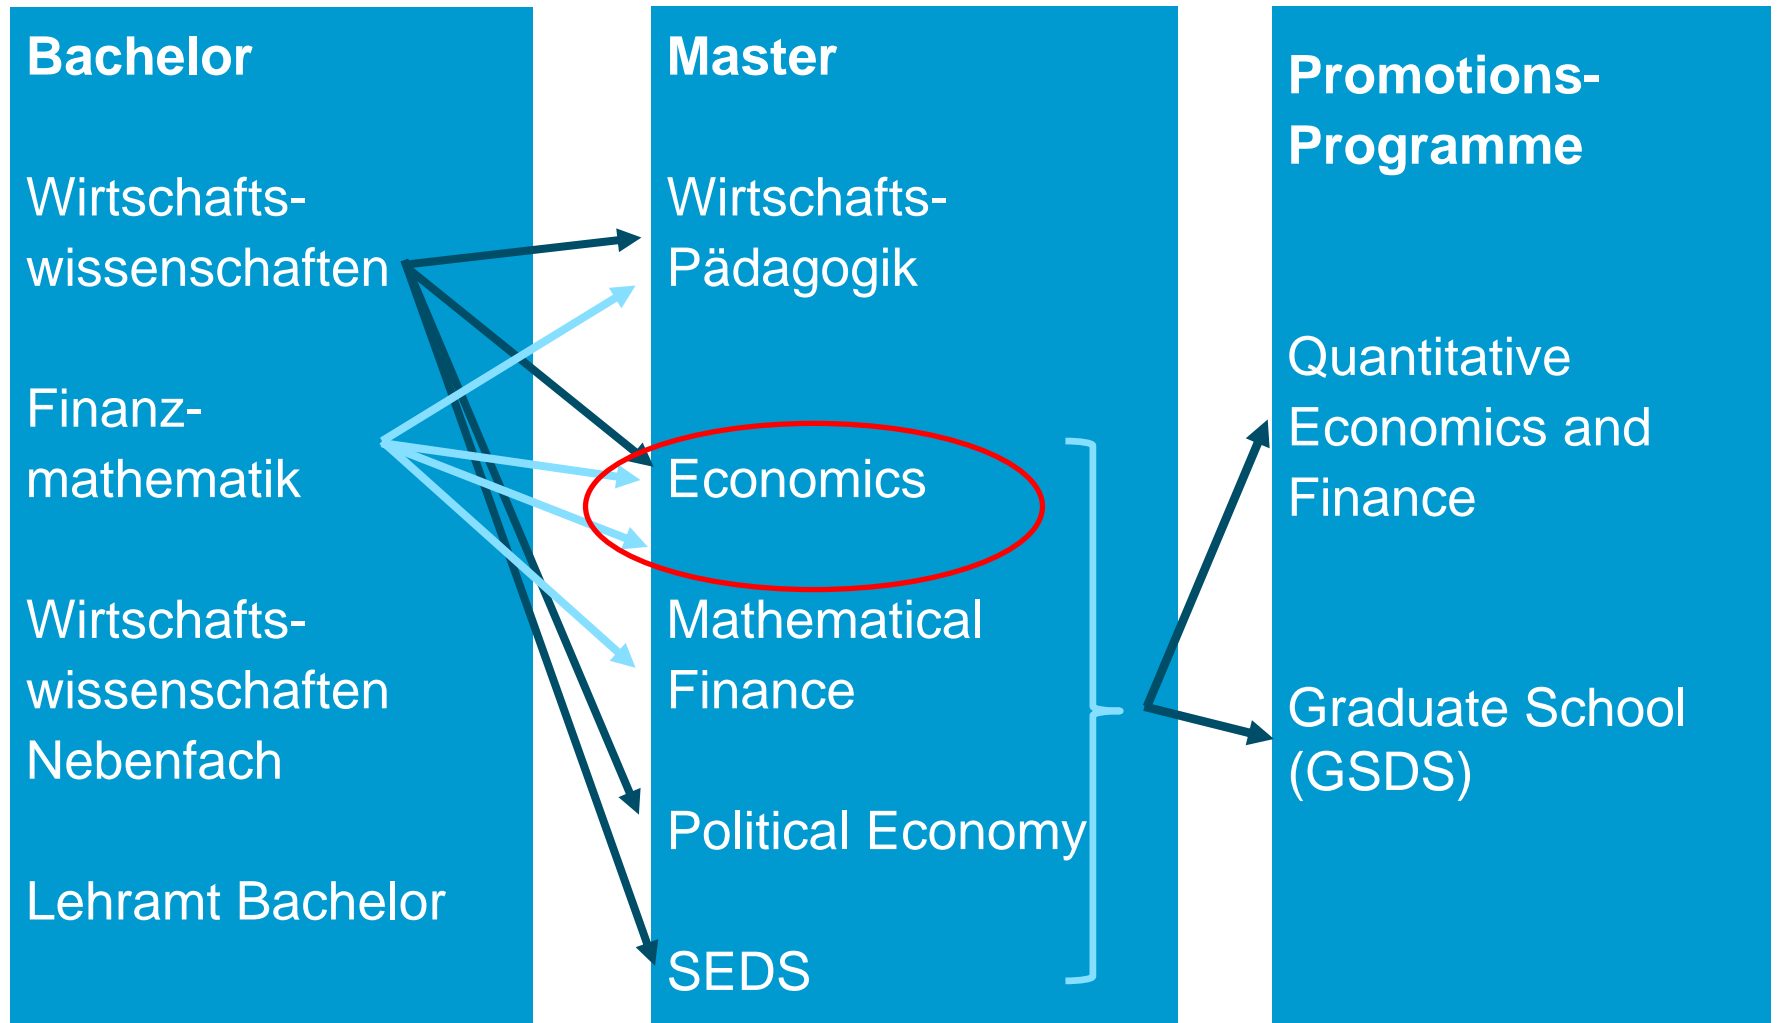 Bachelor
Wirtschafts-
wissenschaften
Finanz-
mathematik
Wirtschafts-
wissenschaften
Nebenfach
Lehramt Bachelor
Master
Wirtschafts-
Pädagogik
Economics
Mathematical
Finance
Political Economy
SEDS
Promotions-
Programme
Quantitative
Economics and
Finance
Graduate School
(GSDS)